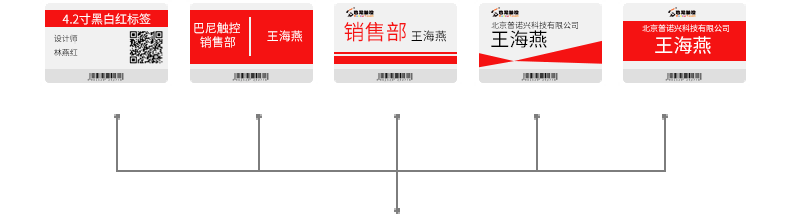 4.2寸黑白红标签
设计师
林燕红
巴尼触控
销售部
王海燕
销售部
王海燕
北京普诺兴科技有限公司
王海燕
北京普诺兴科技有限公司
王海燕